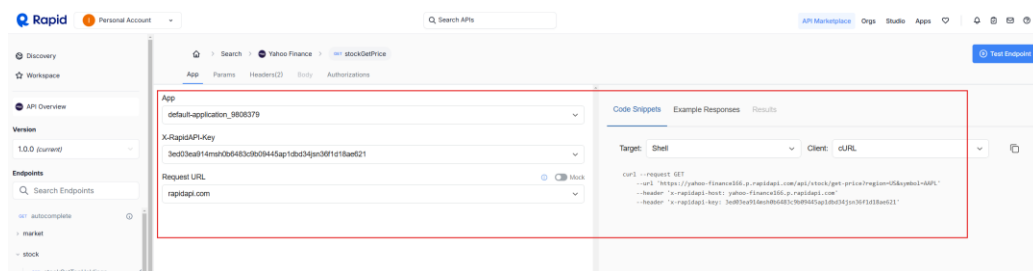 Rapid
Personal Account
Search APIs
API Marketplace
Orgs
Studio
Apps
Discovery
Workspace
API Overview
Version
1.0.0 (current)
Endpoints
Search Endpoints
GET autocomplete
> market
stock
> Search > Yahoo Finance > GET stockGetPrice
Test Endpoint
App Params Headers(2) Body Authorizations
App
default-application_9808379
X-RapidAPI-Key
3ed03ea914msh0b6483c9b09445ap1dbd34jsn36f1d18ae621
Request URL
Mock
rapidapi.com
Code Snippets Example Responses Results
Target: Shell
Client: cURL
curl --request GET
--url 'https://yahoo-finance166.p.rapidapi.com/api/stock/get-price?region=US&symbol=AAPL'
--header 'x-rapidapi-host: yahoo-finance166.p.rapidapi.com'
--header 'x-rapidapi-key: 3ed03ea914msh0b6483c9b09445ap1dbd34jsn36f1d18ae621'